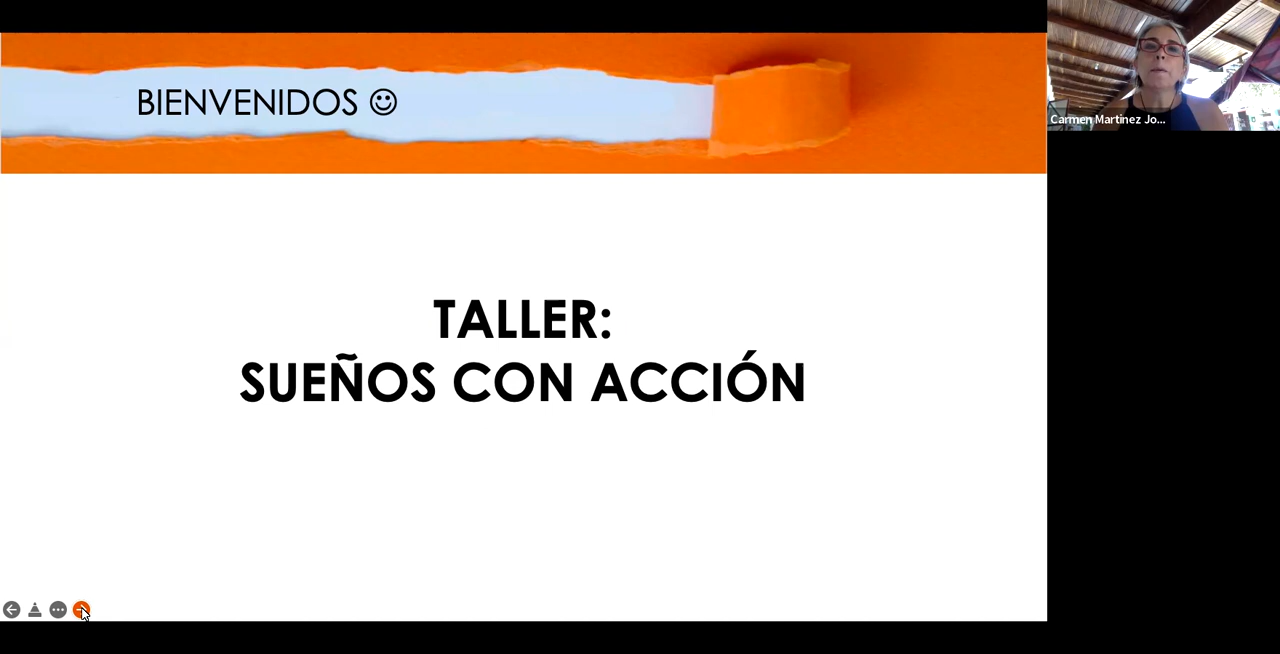 BIENVENIDOS ☺
TALLER:
SUEÑOS CON ACCIÓN
Carmen Martinez Jo...